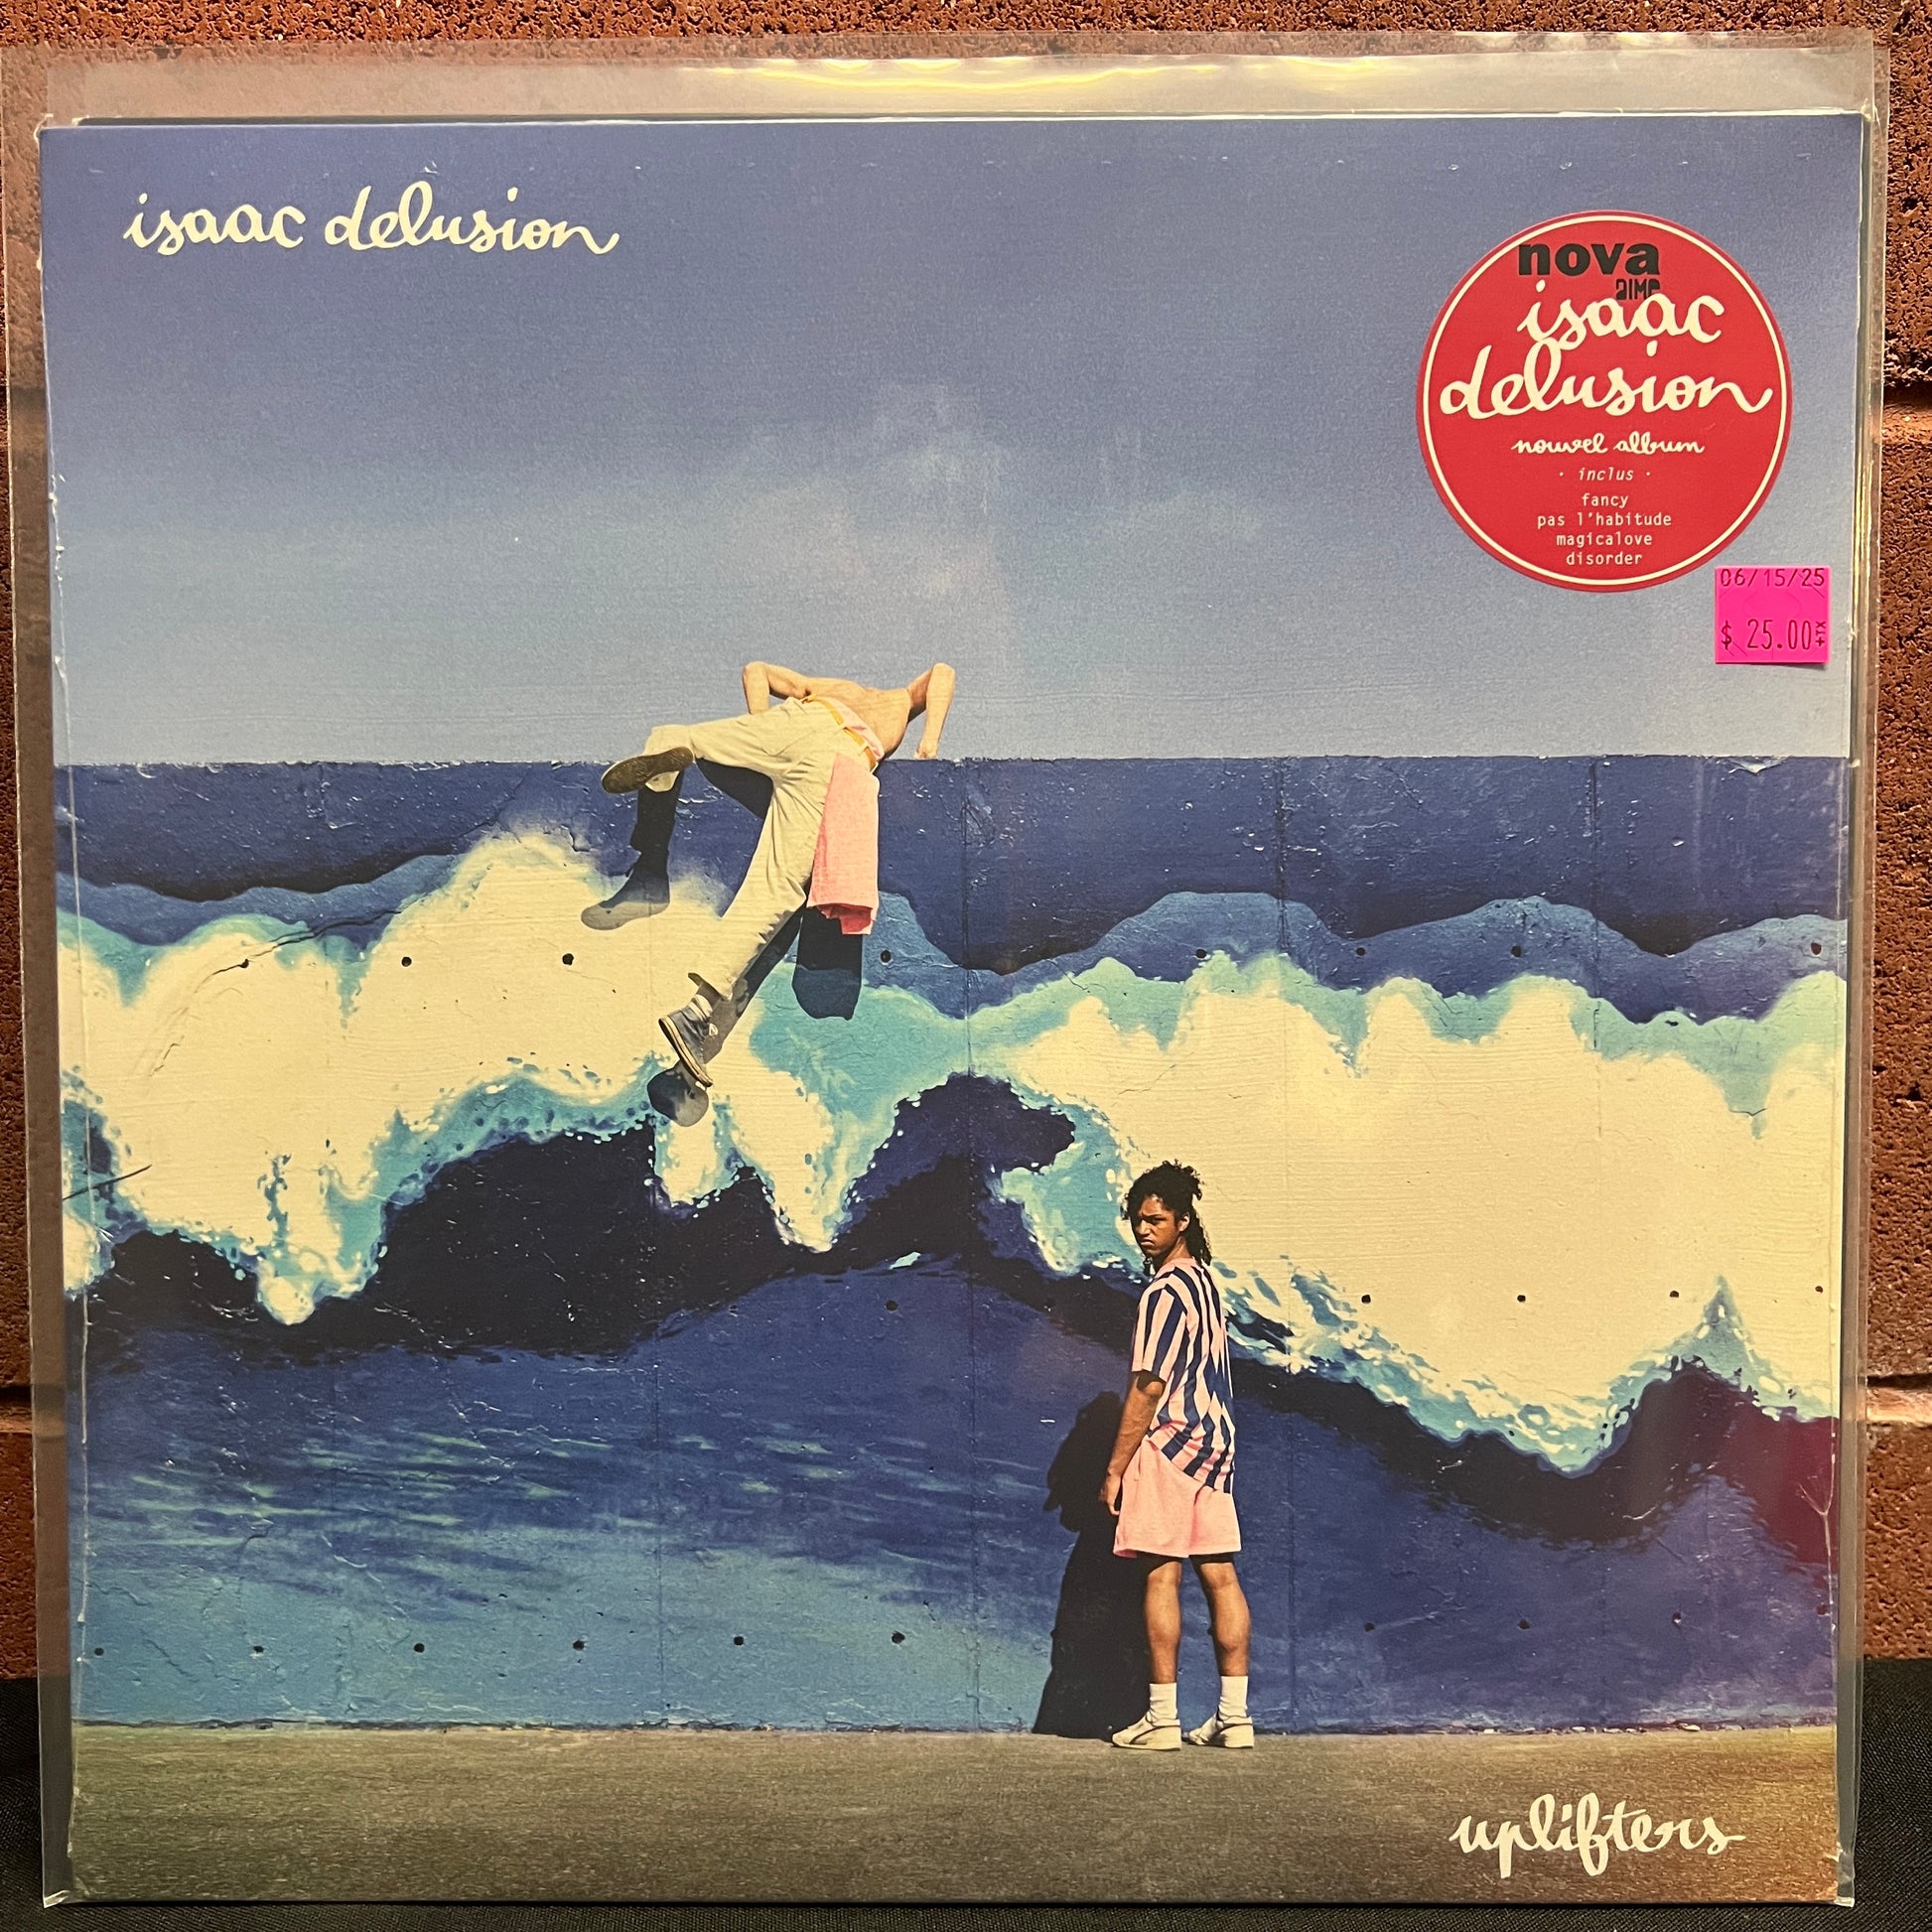 isaac delusion
nova
aime
isaac
delusion
nouvel album
· inclus ·
fancy
pas l'habitude
magicalove
disorder
06/15/25
$ 25.00 +TX
uplifters